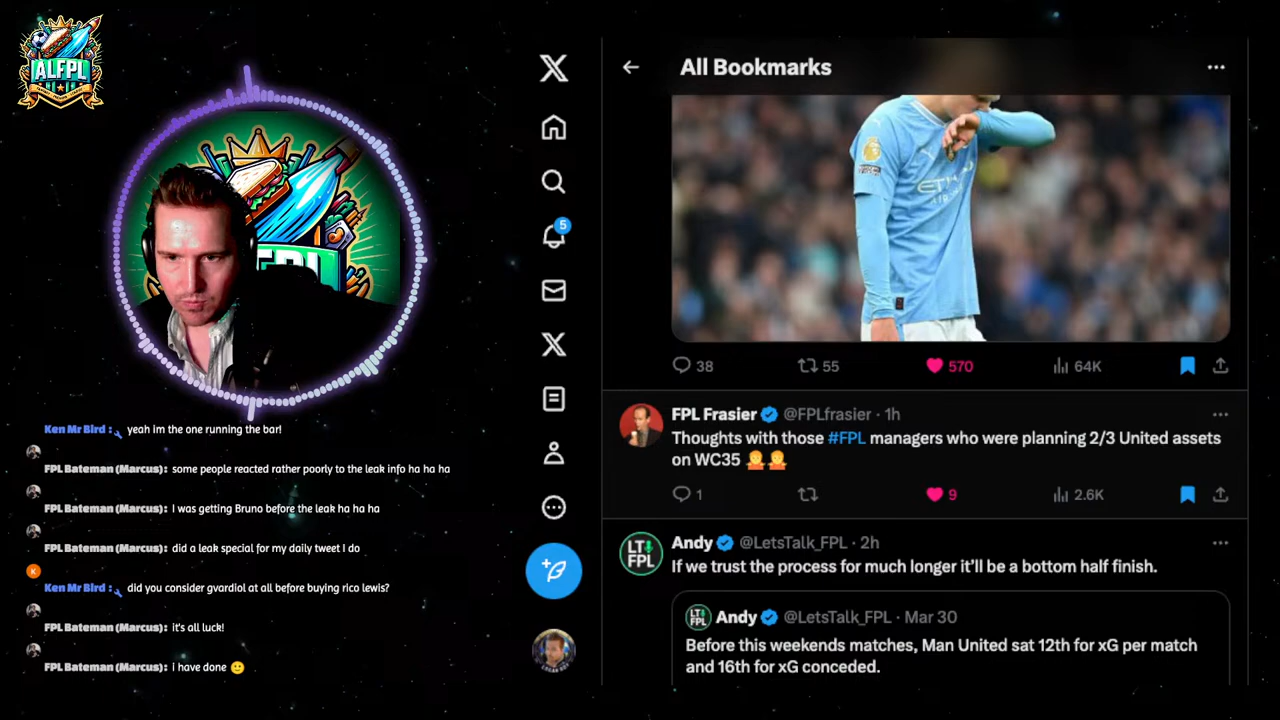 ALFPL
FPL
Ken Mr Bird : yeah im the one running the bar!
FPL Bateman (Marcus): some people reacted rather poorly to the leak info ha ha ha
FPL Bateman (Marcus): I was getting Bruno before the leak ha ha ha
FPL Bateman (Marcus): did a leak special for my daily tweet I do
K
Ken Mr Bird : did you consider gvardiol at all before buying rico lewis?
FPL Bateman (Marcus): it's all luck!
FPL Bateman (Marcus): i have done 🙂
5
All Bookmarks
ETI
38 55 570 64K
FPL Frasier @FPLfrasier · 1h
Thoughts with those #FPL managers who were planning 2/3 United assets
on WC35 🤷🤷
1 9 2.6K
LT
FPL
Andy @LetsTalk_FPL · 2h
If we trust the process for much longer it'll be a bottom half finish.
LT
FPL
Andy @LetsTalk_FPL · Mar 30
Before this weekends matches, Man United sat 12th for xG per match
and 16th for xG conceded.